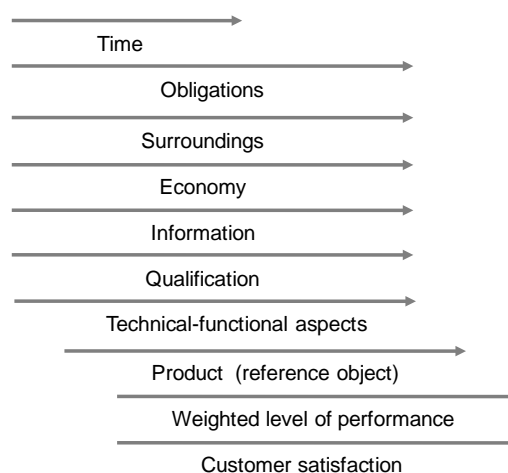 Time
Obligations
Surroundings
Economy
Information
Qualification
Technical-functional aspects
Product (reference object)
Weighted level of performance
Customer satisfaction